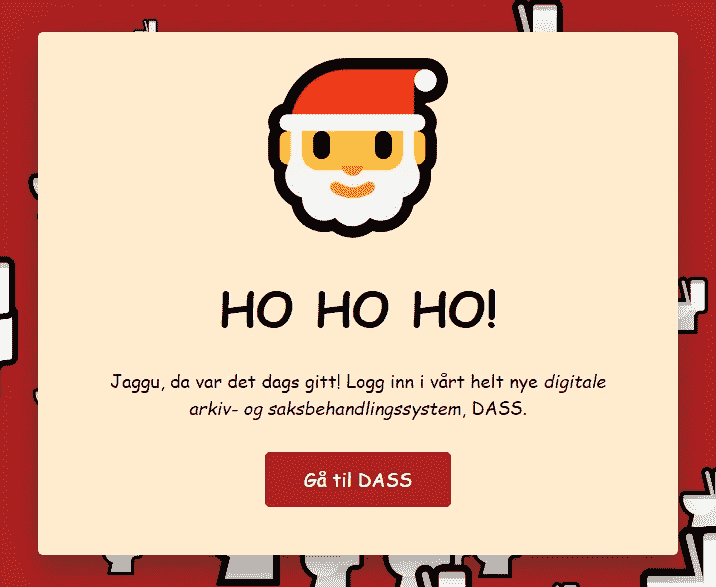 HO HO HO!
Jaggu, da var det dags gitt! Logg inn i vårt helt nye digitale
arkiv- og saksbehandlingssystem, DASS.
Gå til DASS